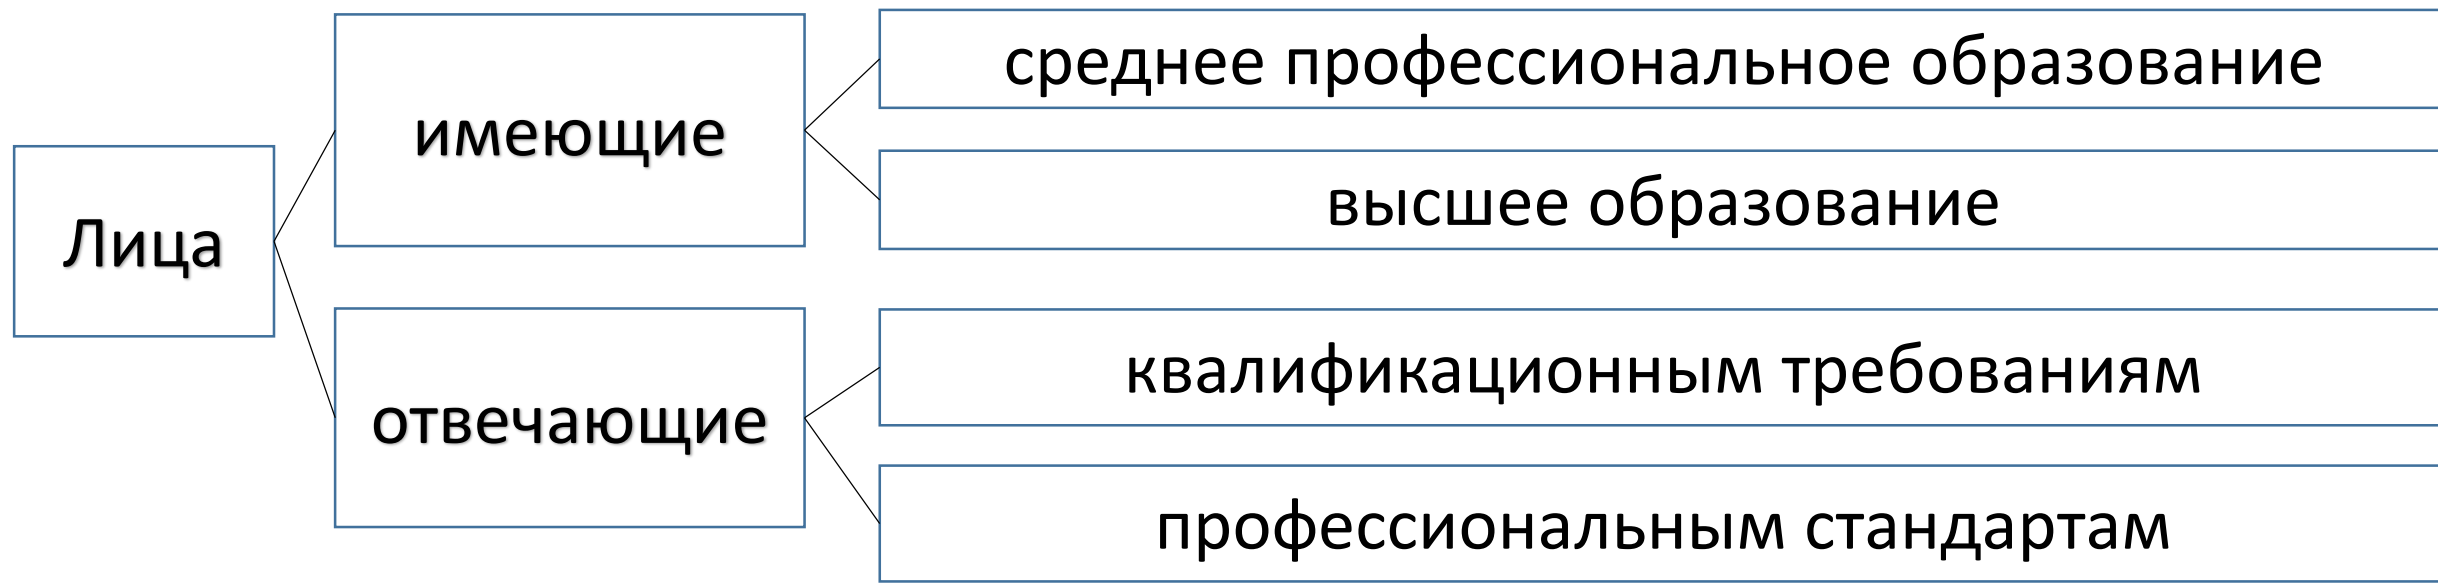 Лица
имеющие
среднее профессиональное образование
высшее образование
отвечающие
квалификационным требованиям
профессиональным стандартам